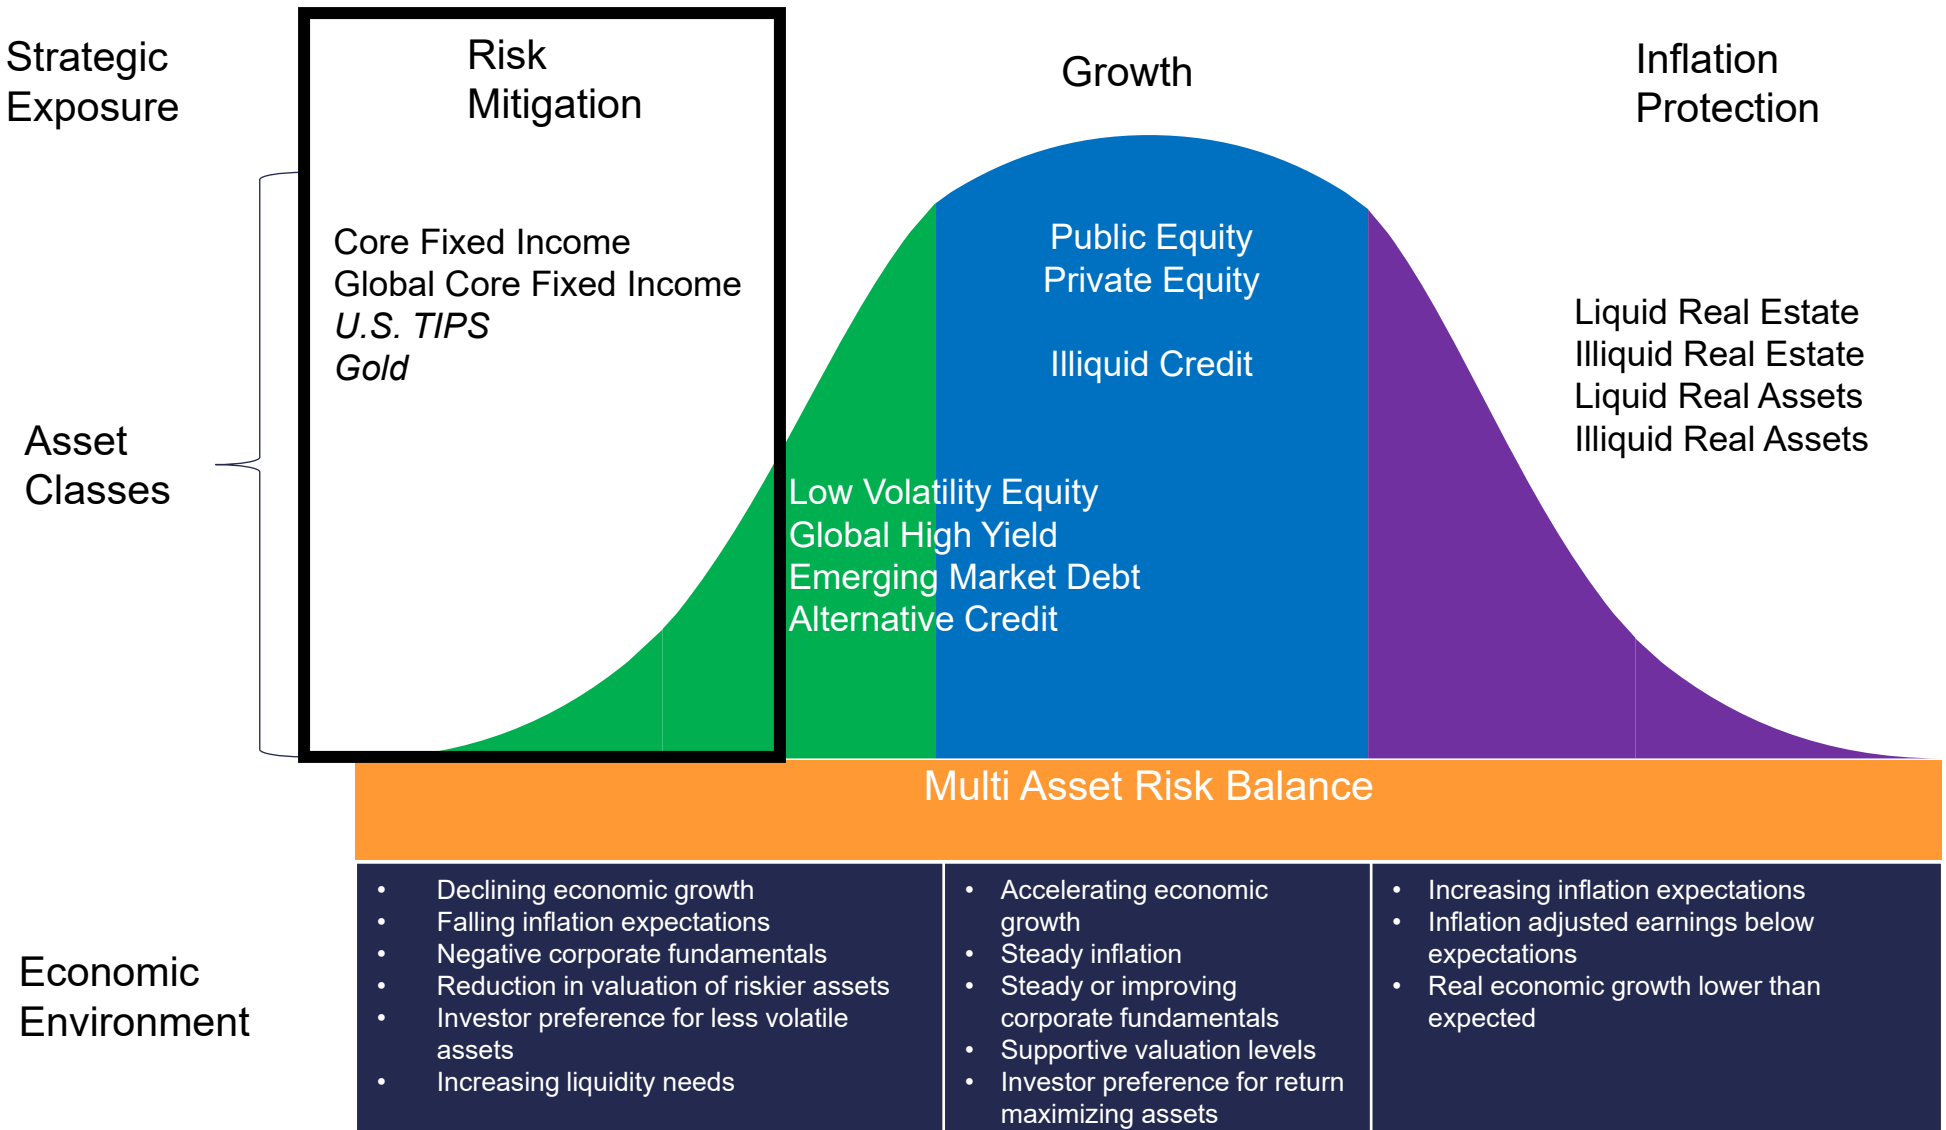 Strategic
Exposure
Risk
Mitigation
Growth
Inflation
Protection
Asset
Classes
Core Fixed Income
Global Core Fixed Income
U.S. TIPS
Gold
Low Volatility Equity
Global High Yield
Emerging Market Debt
Alternative Credit
Public Equity
Private Equity
Illiquid Credit
Liquid Real Estate
Illiquid Real Estate
Liquid Real Assets
Illiquid Real Assets
Multi Asset Risk Balance
Economic
Environment
• Declining economic growth
• Falling inflation expectations
• Negative corporate fundamentals
• Reduction in valuation of riskier assets
• Investor preference for less volatile
assets
• Increasing liquidity needs
• Accelerating economic
growth
• Steady inflation
• Steady or improving
corporate fundamentals
• Supportive valuation levels
• Investor preference for return
maximizing assets
• Increasing inflation expectations
• Inflation adjusted earnings below
expectations
• Real economic growth lower than
expected